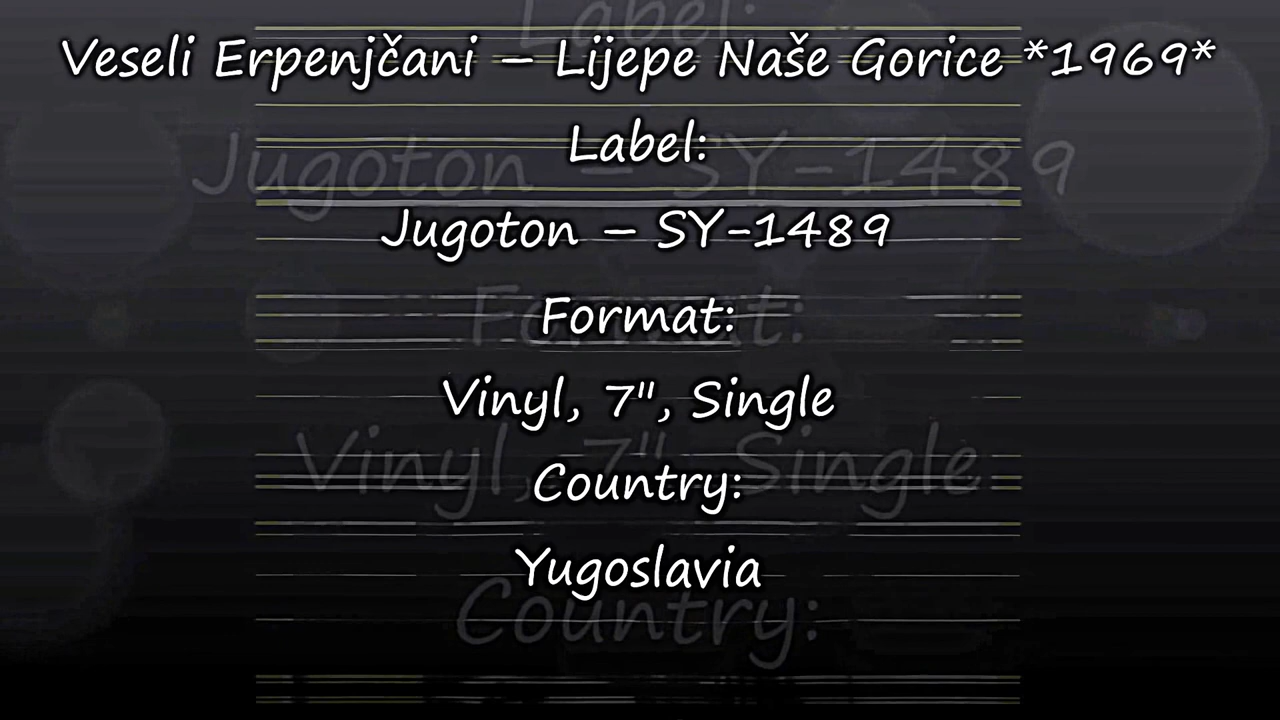 Veseli Erpenjčani – Lijepe Naše Gorice *1969*
Label:
Jugoton – SY-1489
Format:
Vinyl, 7", Single
Country:
Yugoslavia